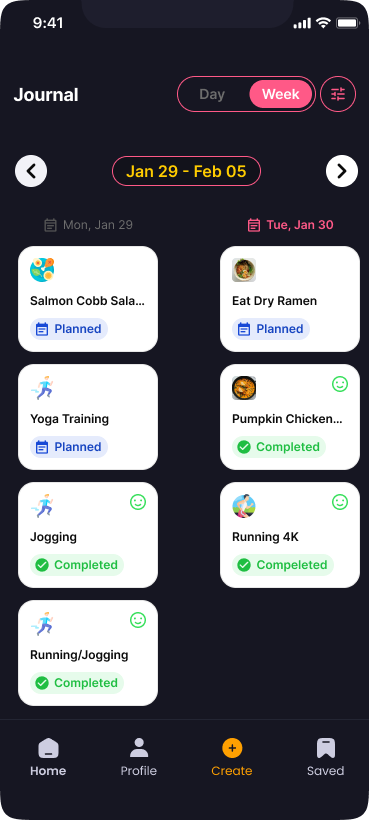 9:41
Journal
Day
Week
Jan 29 - Feb 05
Mon, Jan 29
Tue, Jan 30
Salmon Cobb Sala...
Planned
Eat Dry Ramen
Planned
Yoga Training
Planned
Pumpkin Chicken...
Completed
Jogging
Completed
Running 4K
Compeleted
Running/Jogging
Completed
Home
Profile
Create
Saved